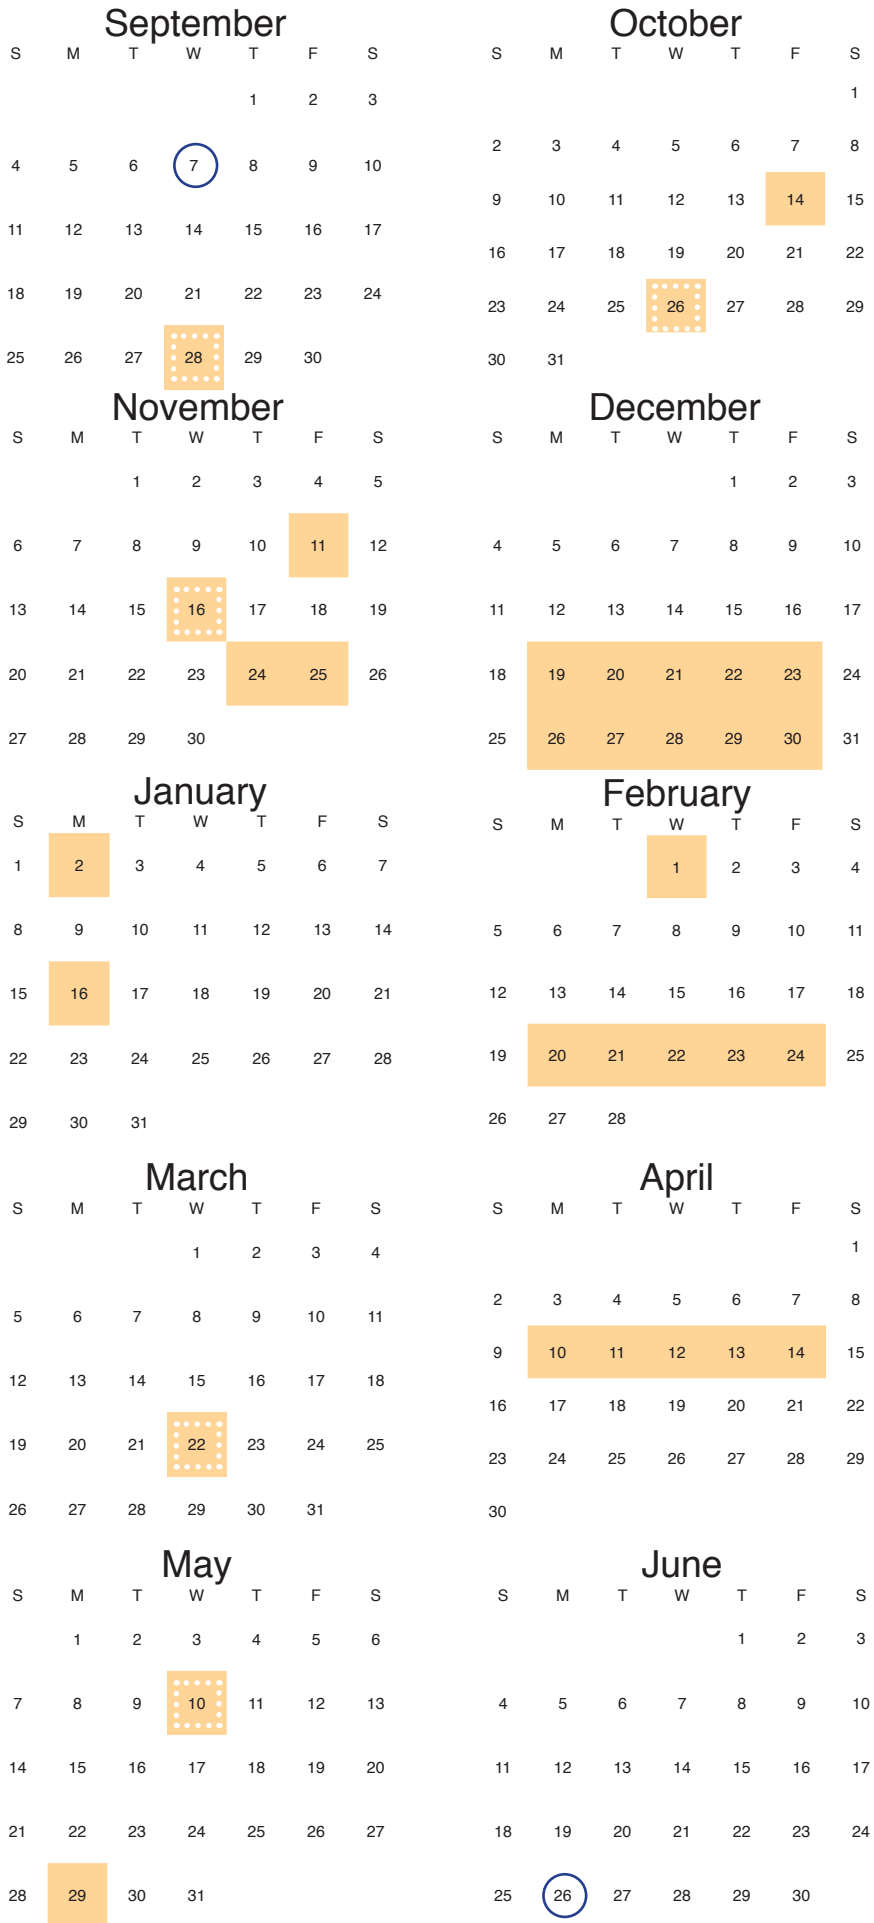 September
S M T W T F S
1 2 3
4 5 6 7 8 9 10
11 12 13 14 15 16 17
18 19 20 21 22 23 24
25 26 27 28 29 30
October
S M T W T F S
1
2 3 4 5 6 7 8
9 10 11 12 13 14 15
16 17 18 19 20 21 22
23 24 25 26 27 28 29
30 31
November
S M T W T F S
1 2 3 4 5
6 7 8 9 10 11 12
13 14 15 16 17 18 19
20 21 22 23 24 25 26
27 28 29 30
December
S M T W T F S
1 2 3
4 5 6 7 8 9 10
11 12 13 14 15 16 17
18 19 20 21 22 23 24
25 26 27 28 29 30 31
January
S M T W T F S
1 2 3 4 5 6 7
8 9 10 11 12 13 14
15 16 17 18 19 20 21
22 23 24 25 26 27 28
29 30 31
February
S M T W T F S
1 2 3 4
5 6 7 8 9 10 11
12 13 14 15 16 17 18
19 20 21 22 23 24 25
26 27 28
March
S M T W T F S
1 2 3 4
5 6 7 8 9 10 11
12 13 14 15 16 17 18
19 20 21 22 23 24 25
26 27 28 29 30 31
April
S M T W T F S
1
2 3 4 5 6 7 8
9 10 11 12 13 14 15
16 17 18 19 20 21 22
23 24 25 26 27 28 29
30
May
S M T W T F S
1 2 3 4 5 6
7 8 9 10 11 12 13
14 15 16 17 18 19 20
21 22 23 24 25 26 27
28 29 30 31
June
S M T W T F S
1 2 3
4 5 6 7 8 9 10
11 12 13 14 15 16 17
18 19 20 21 22 23 24
25 26 27 28 29 30